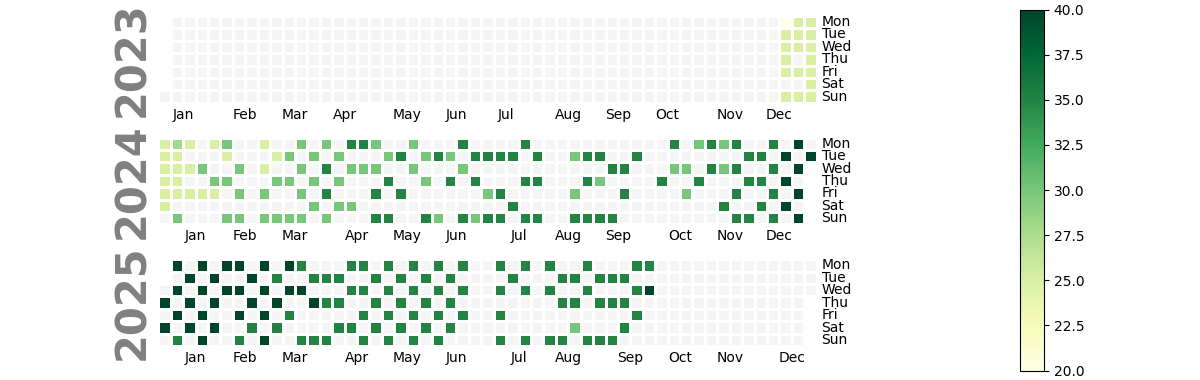 2023
Mon
Tue
Wed
Thu
Fri
Sat
Sun
Jan Feb Mar Apr May Jun Jul Aug Sep Oct Nov Dec
2024
Mon
Tue
Wed
Thu
Fri
Sat
Sun
Jan Feb Mar Apr May Jun Jul Aug Sep Oct Nov Dec
2025
Mon
Tue
Wed
Thu
Fri
Sat
Sun
Jan Feb Mar Apr May Jun Jul Aug Sep Oct Nov Dec
40.0
37.5
35.0
32.5
30.0
27.5
25.0
22.5
20.0